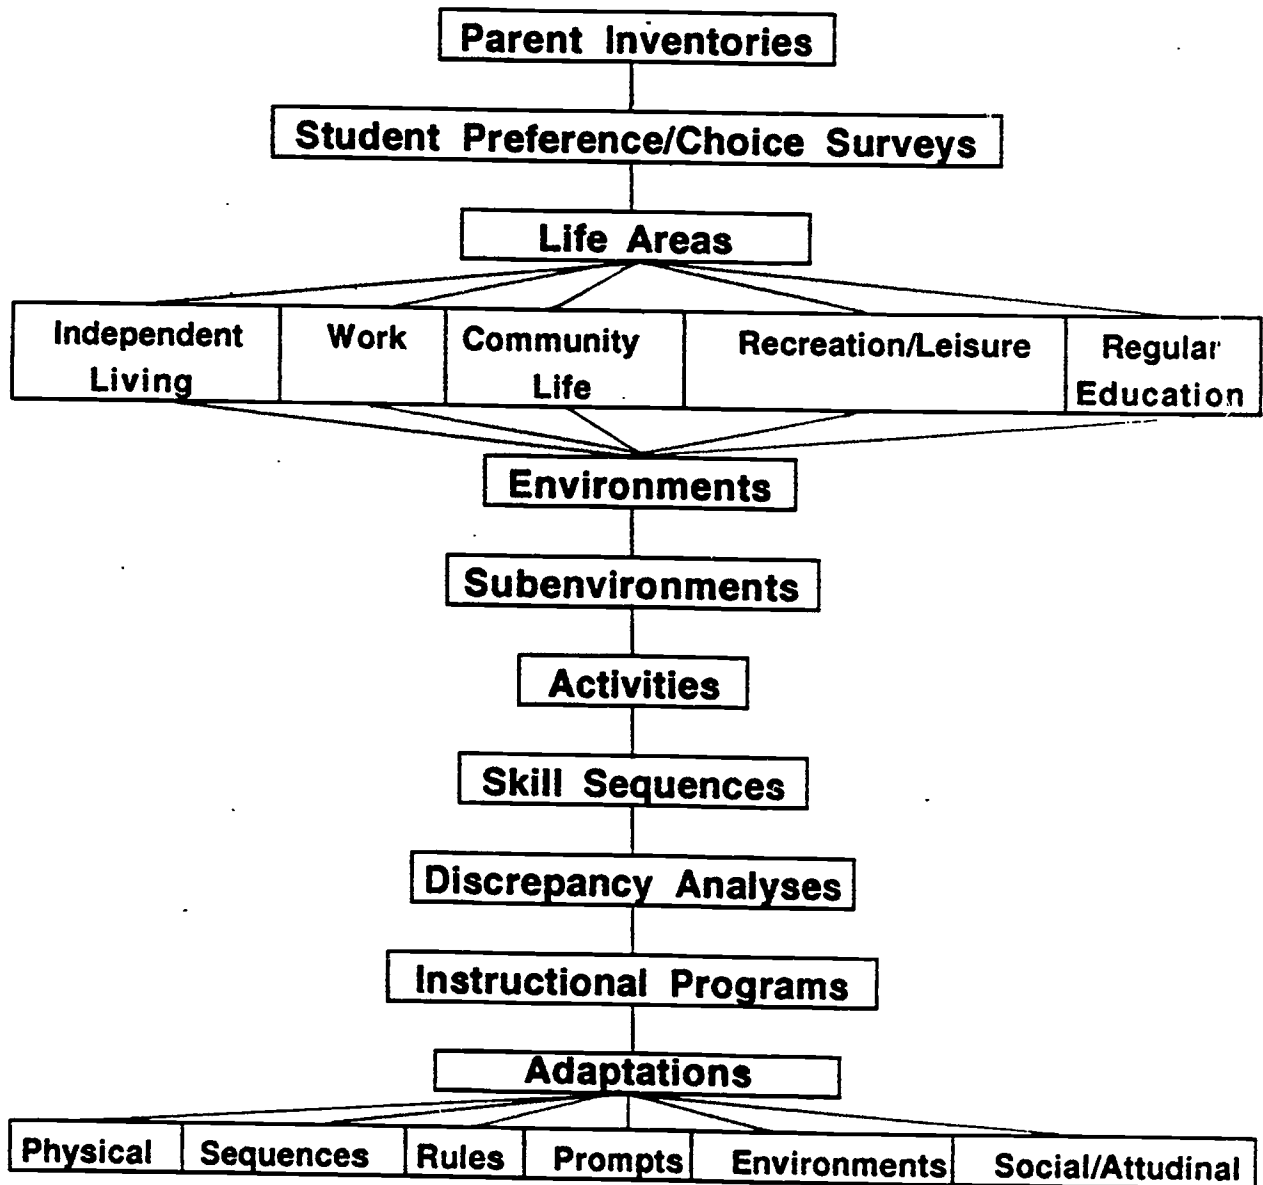 Parent Inventories
Student Preference/Choice Surveys
Life Areas
Independent
Living
Work
Community
Life
Recreation/Leisure
Regular
Education
Environments
Subenvironments
Activities
Skill Sequences
Discrepancy Analyses
Instructional Programs
Adaptations
Physical
Sequences
Rules
Prompts
Environments
Social/Attudinal